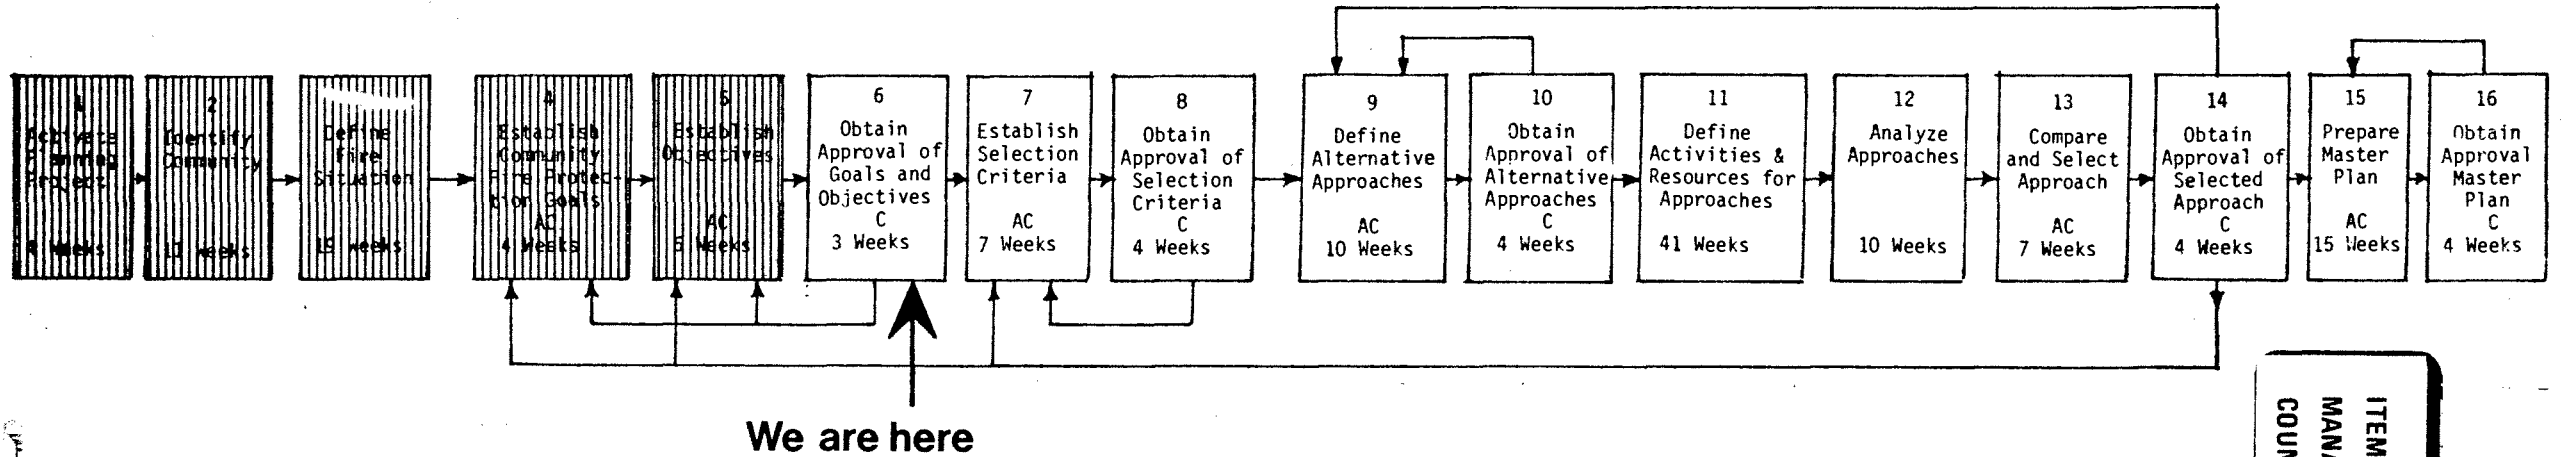 1
Activate
Planning
Project
weeks
2
Identify
Community
11 weeks
Define
Fire
Situation
19 weeks
4
Establish
Community
Fire Protec-
tion Goals
AC
4 Weeks
5
Establish
Objectives
AC
5 Weeks
6
Obtain
Approval of
Goals and
Objectives
C
3 Weeks
7
Establish
Selection
Criteria
AC
7 Weeks
8
Obtain
Approval of
Selection
Criteria
C
4 Weeks
9
Define
Alternative
Approaches
AC
10 Weeks
10
Obtain
Approval of
Alternative
Approaches
C
4 Weeks
11
Define
Activities &
Resources for
Approaches
41 Weeks
12
Analyze
Approaches
10 Weeks
13
Compare
and Select
Approach
AC
7 Weeks
14
Obtain
Approval of
Selected
Approach
C
4 Weeks
15
Prepare
Master
Plan
AC
15 Weeks
16
Obtain
Approval
Master
Plan
C
4 Weeks
We are here
ITEM
MANA
COUN